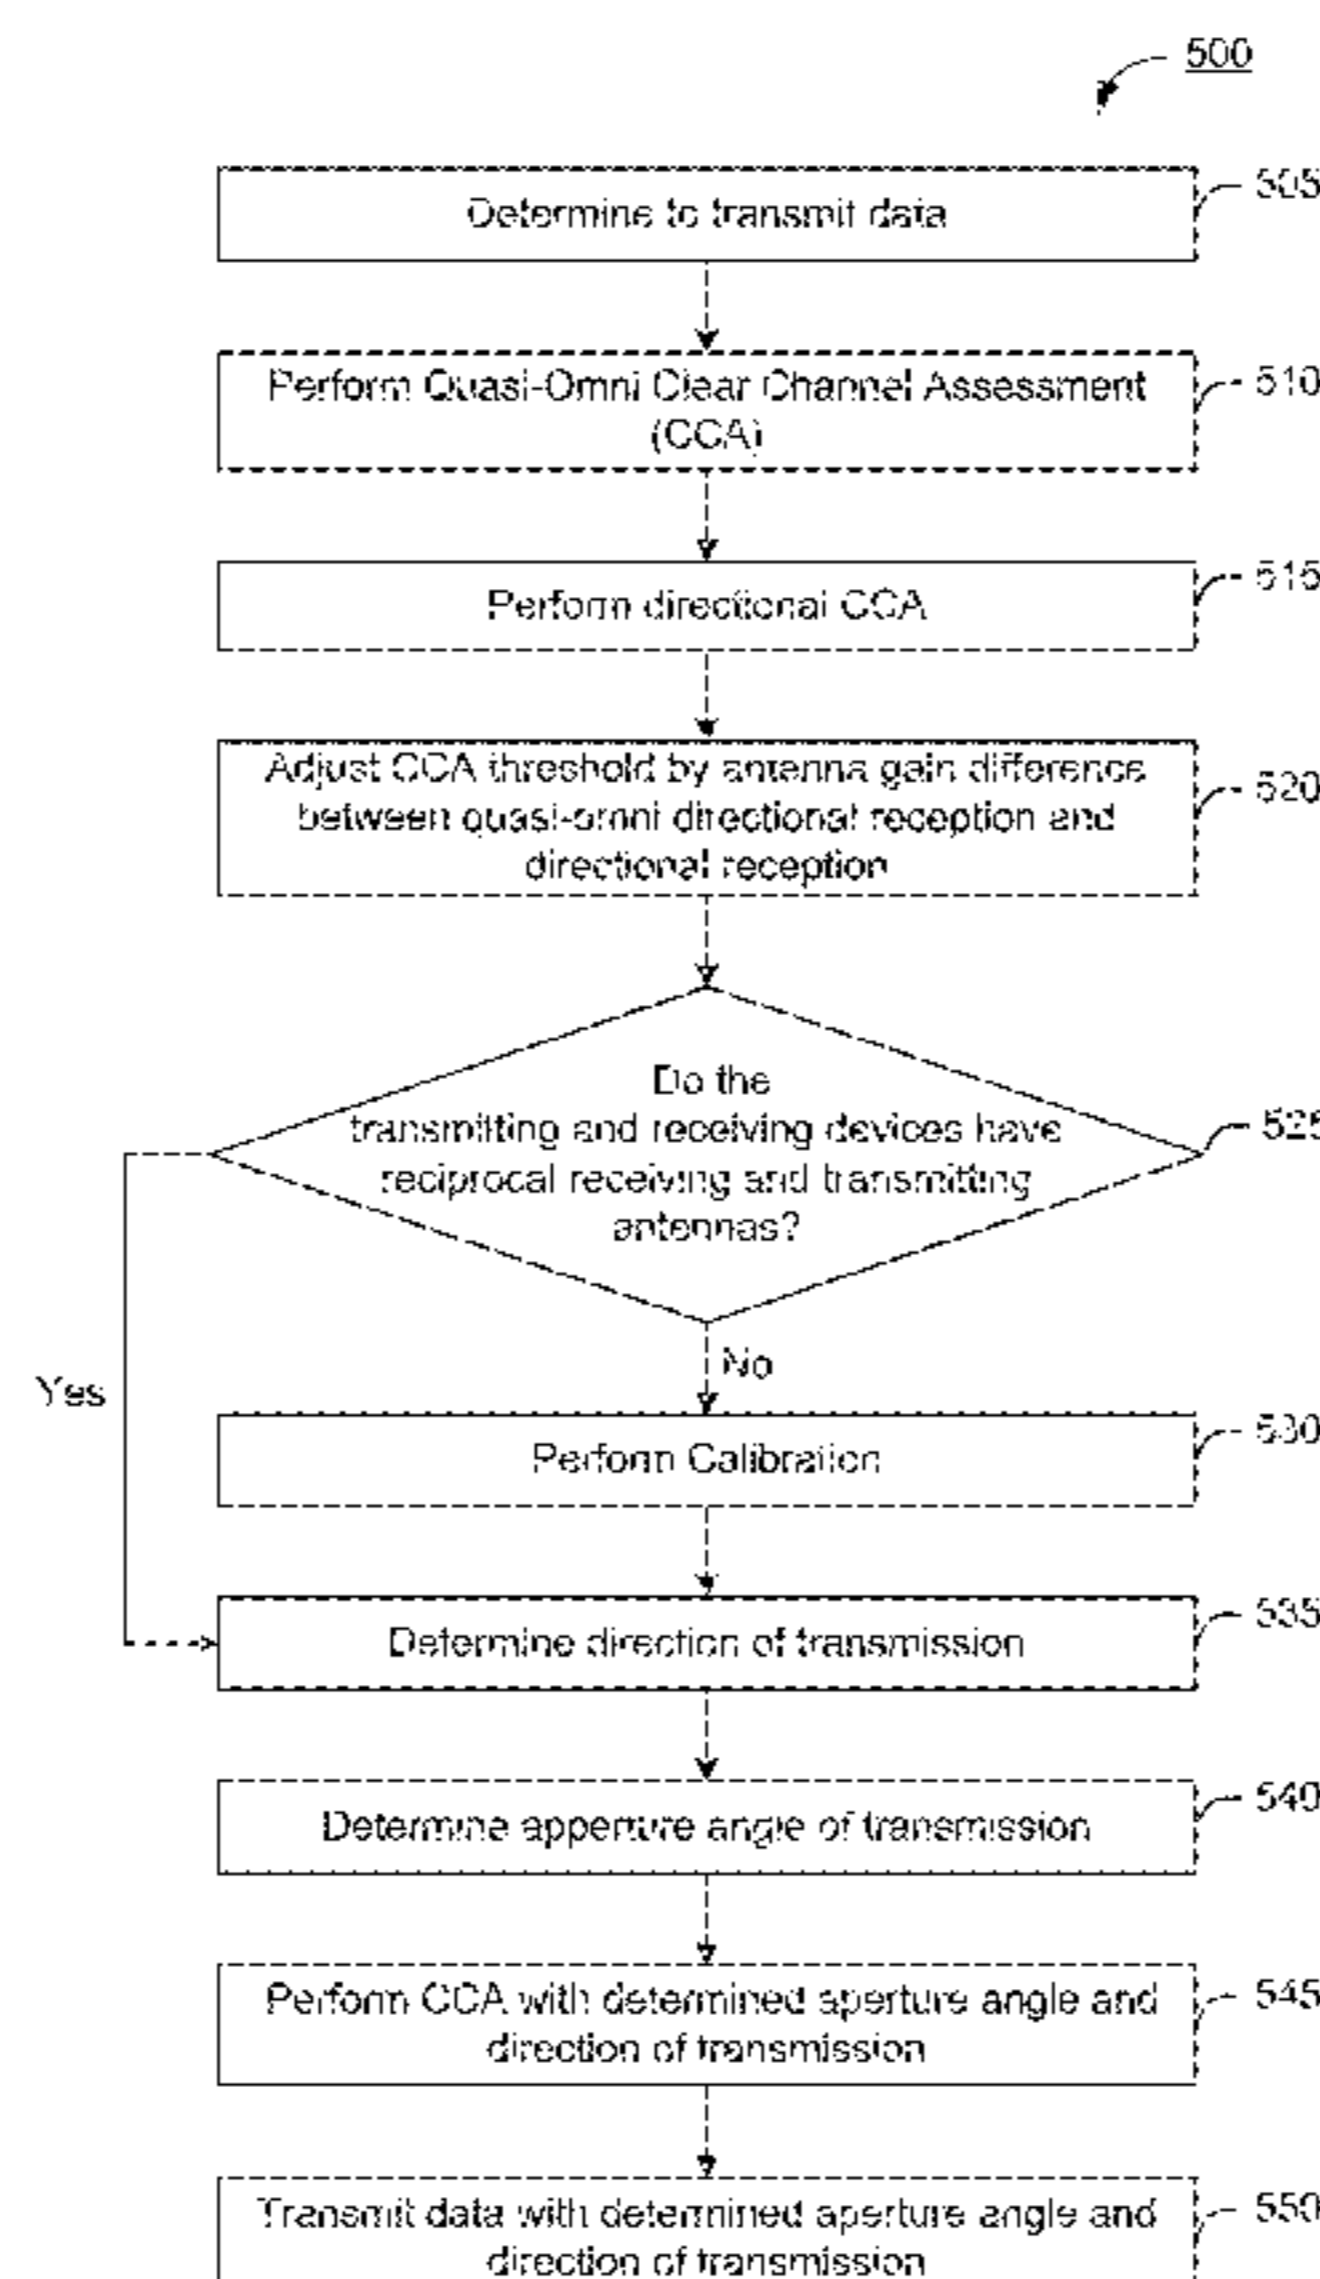 500
Determine to transmit data
505
Perform Quasi-Omni Clear Channel Assessment
(CCA)
510
Perform directional CCA
515
Adjust CCA threshold by antenna gain difference
between quasi-omni directional reception and
directional reception
520
Do the
transmitting and receiving devices have
reciprocal receiving and transmitting
antennas?
525
No
Yes
Perform Calibration
530
Determine direction of transmission
535
Determine apperture angle of transmission
540
Perform CCA with determined aperture angle and
direction of transmission
545
Transmit data with determined aperture angle and
direction of transmission
550